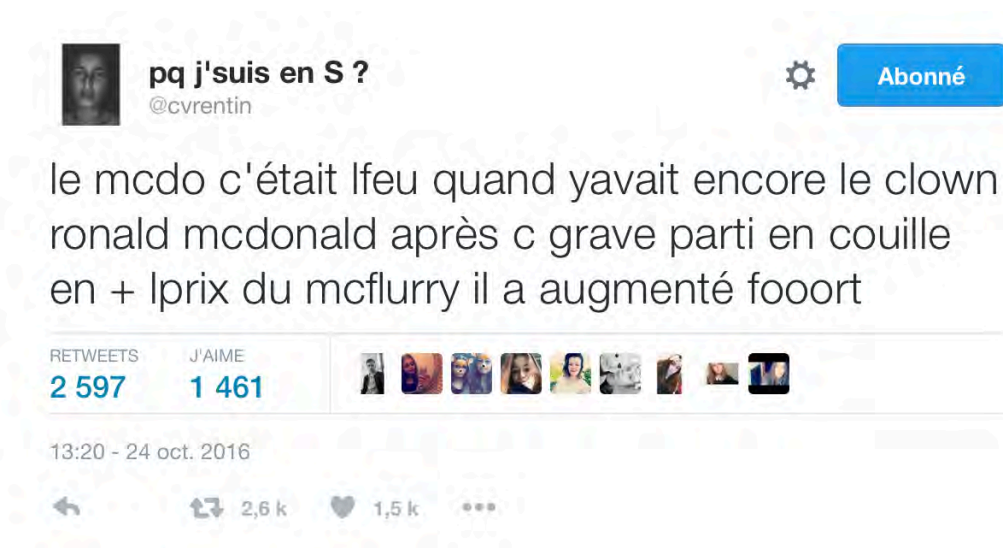 pq j'suis en S ?
@cvrentin
Abonné
le mcdo c'était lfeu quand yavait encore le clown
ronald mcdonald après c grave parti en couille
en + lprix du mcflurry il a augmenté fooort
RETWEETS J'AIME
2 597 1 461
13:20 - 24 oct. 2016
2,6 k 1,5 k